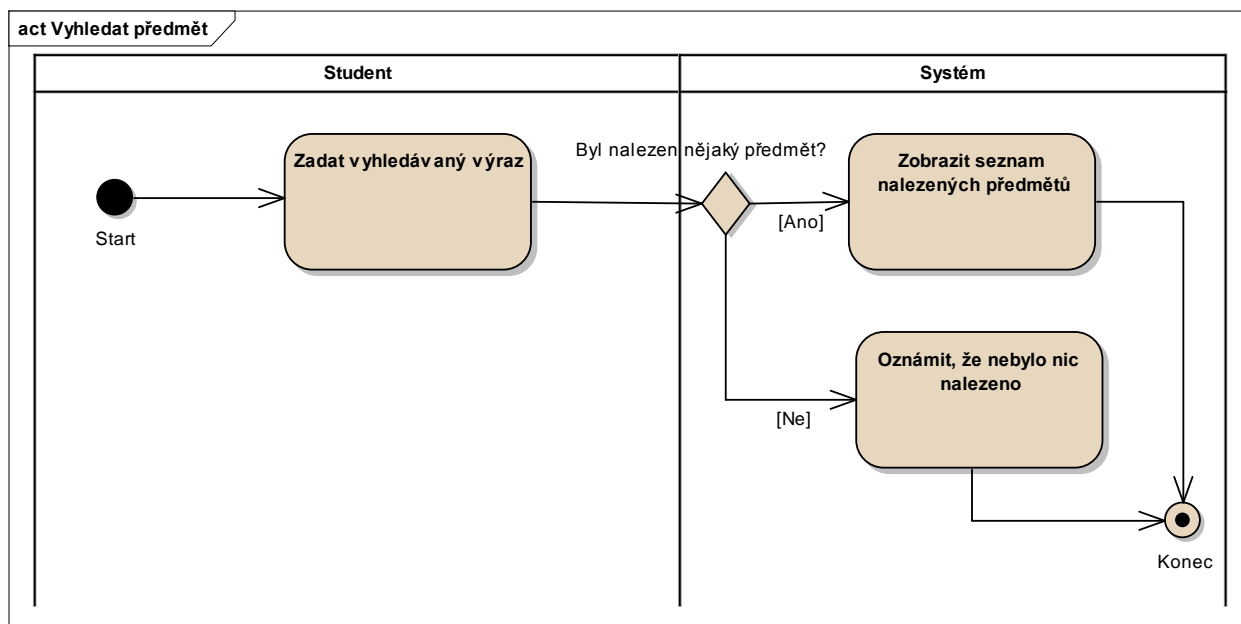 act Vyhledat předmět
Student
Systém
Zadat vyhledávaný výraz
Byl nalezen nějaký předmět?
Zobrazit seznam
nalezených předmětů
[Ano]
Start
Oznámit, že nebylo nic
nalezeno
[Ne]
Konec